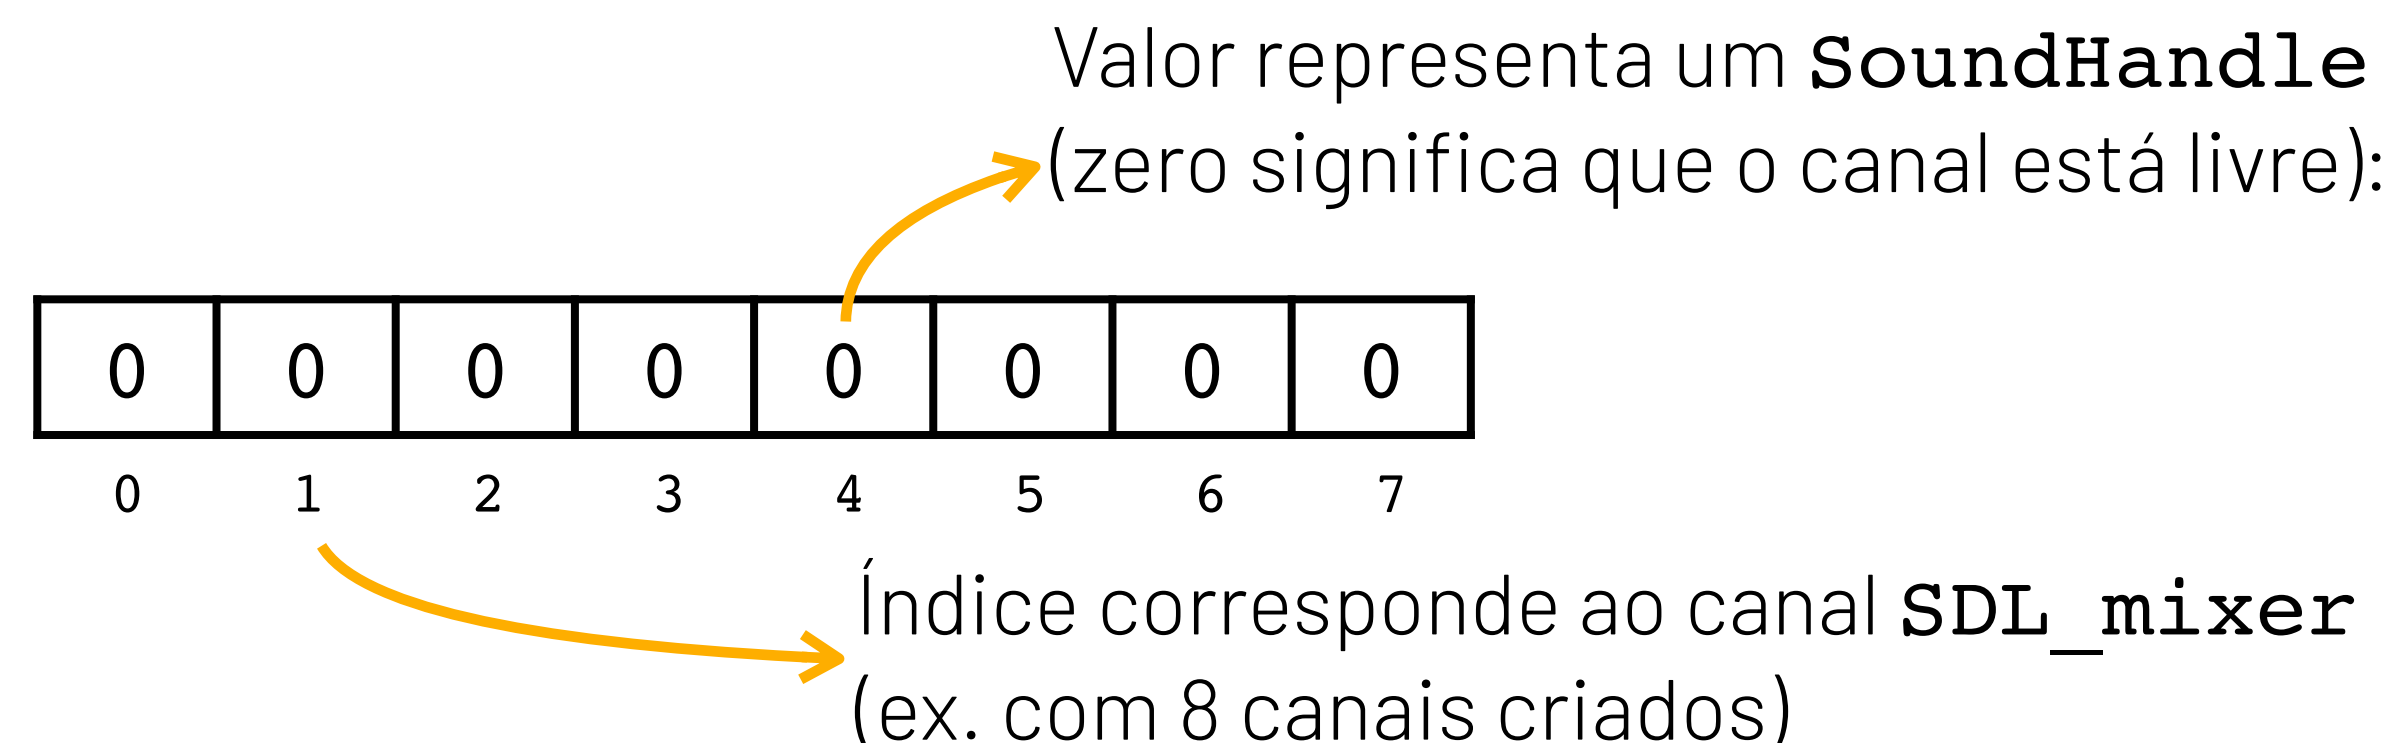 Valor representa um SoundHandle
(zero significa que o canal está livre):
0 0 0 0 0 0 0 0
0 1 2 3 4 5 6 7
Índice corresponde ao canal SDL_mixer
(ex. com 8 canais criados)